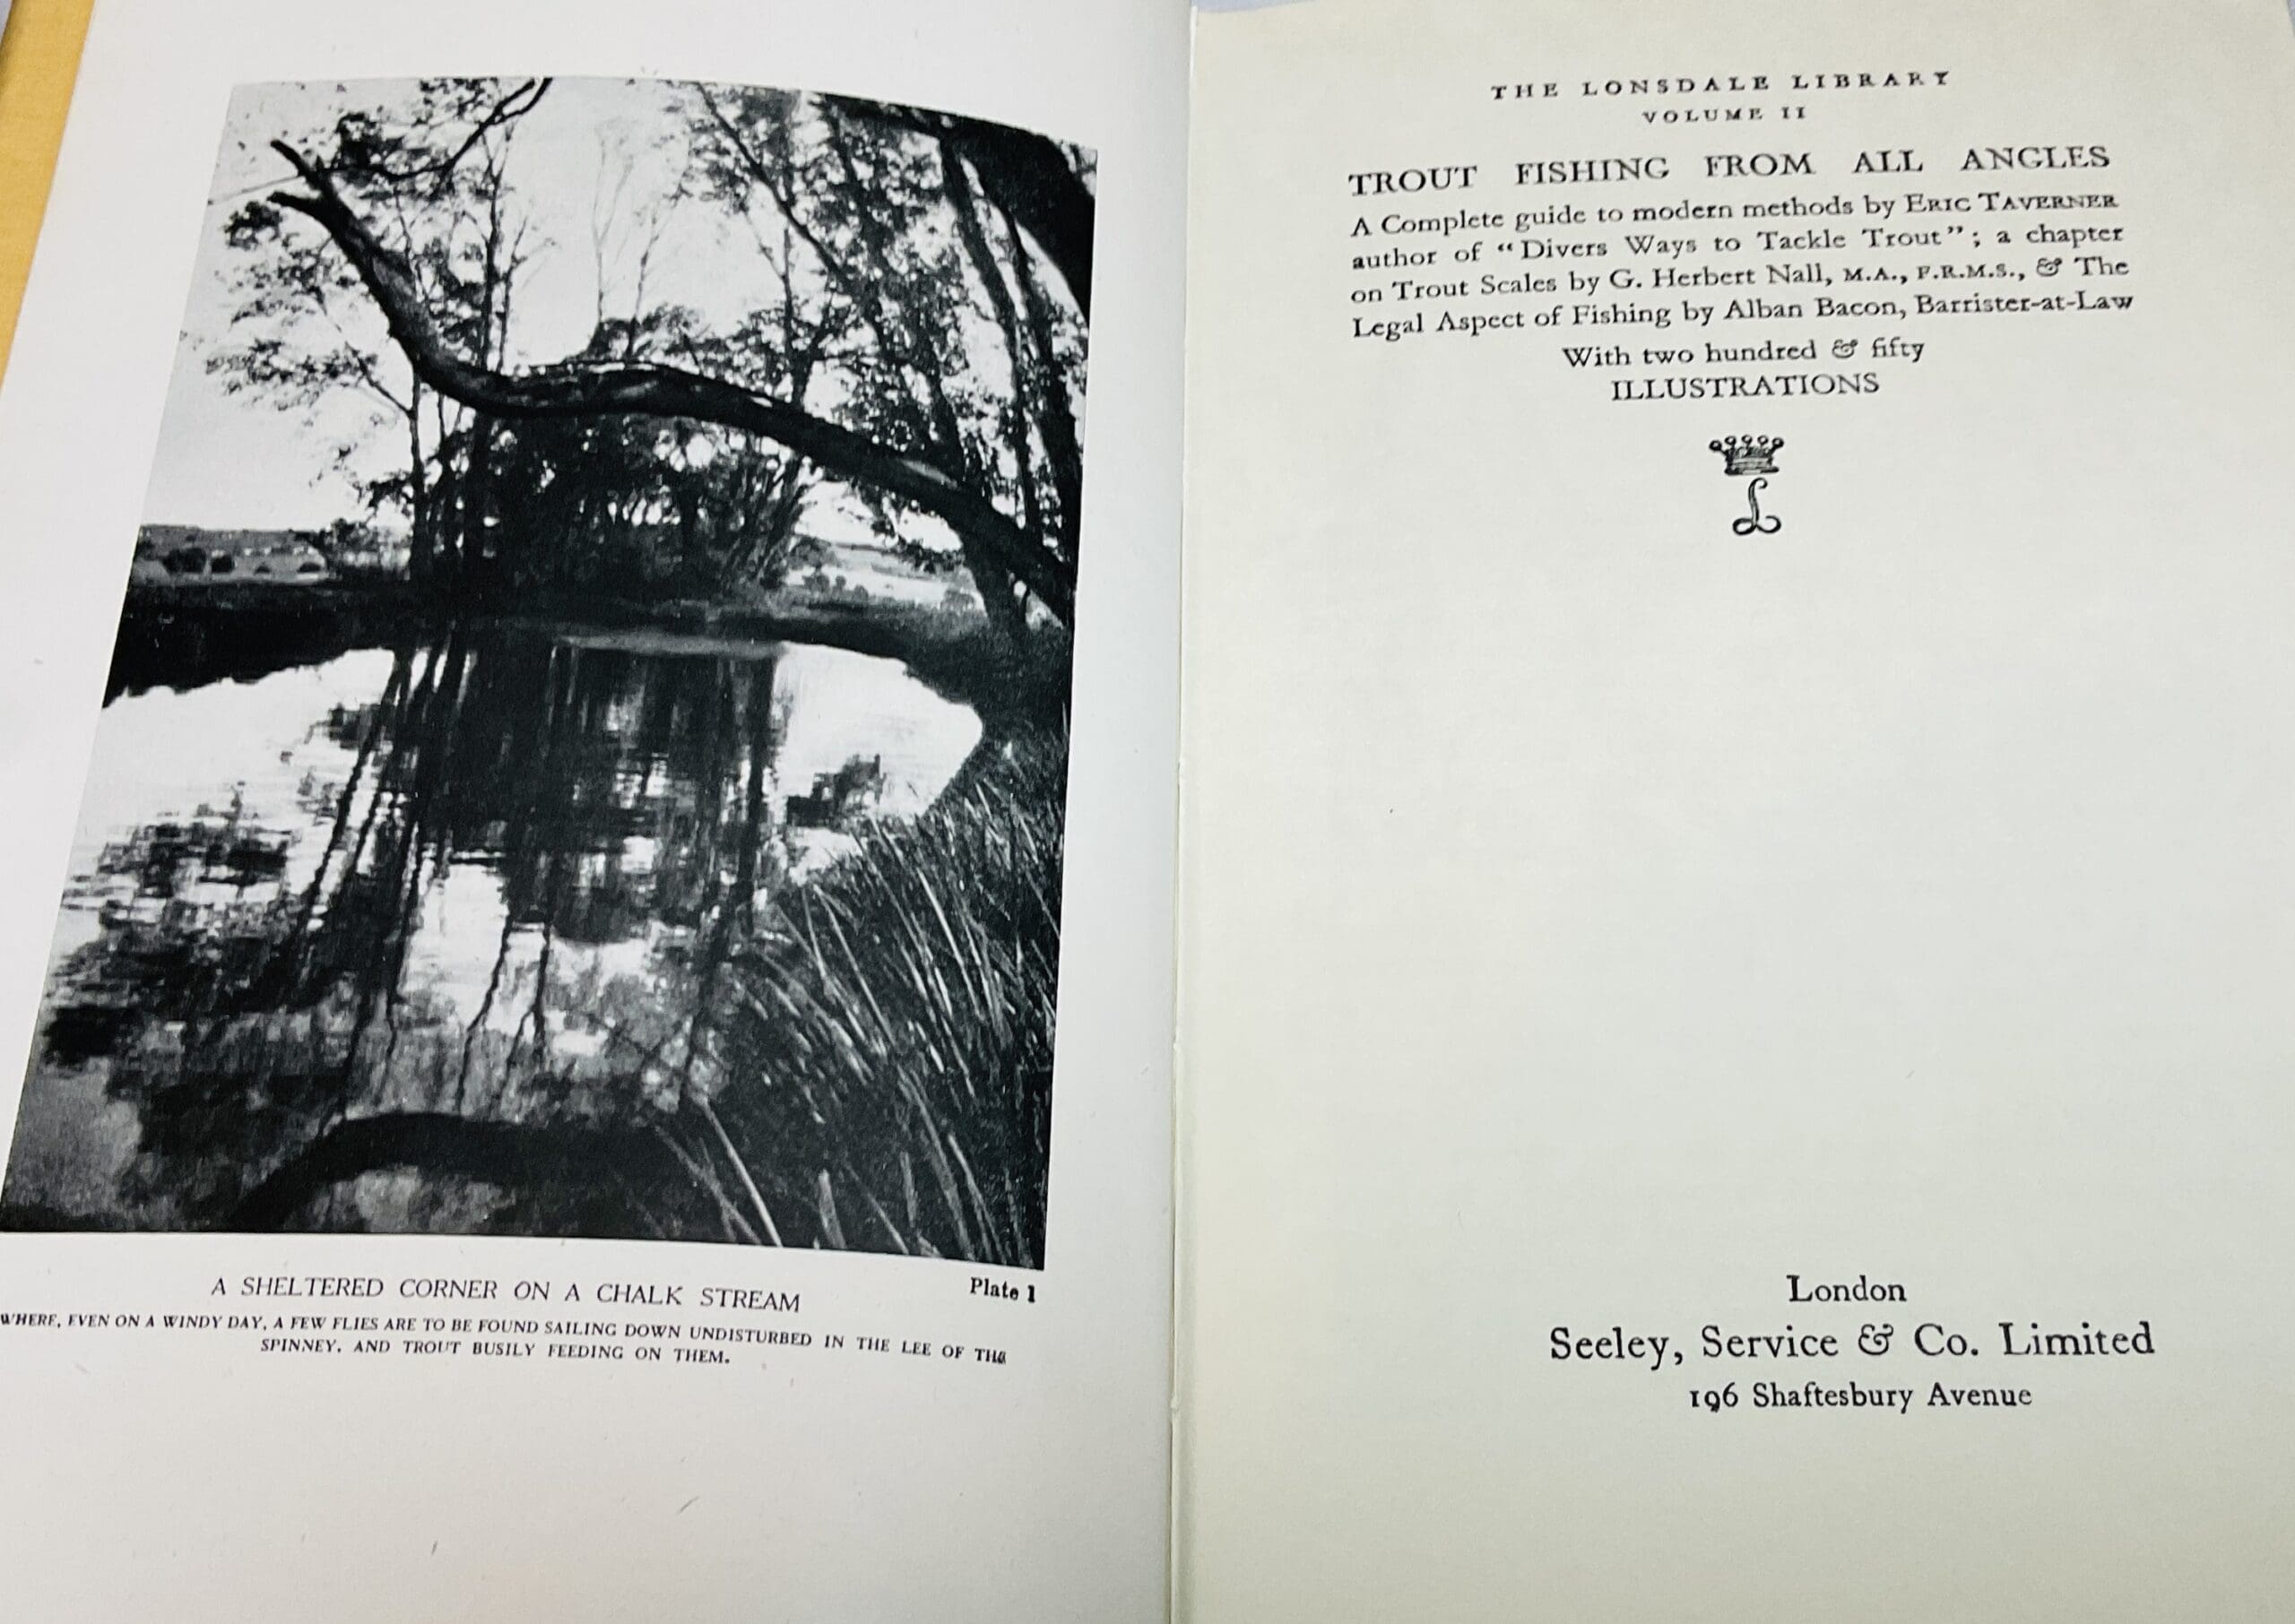 A SHELTERED CORNER ON A CHALK STREAM
Plate 1
WHERE, EVEN ON A WINDY DAY, A FEW FLIES ARE TO BE FOUND SAILING DOWN UNDISTURBED IN THE LEE OF THE
SPINNEY, AND TROUT BUSILY FEEDING ON THEM.
THE LONSDALE LIBRARY
VOLUME II
TROUT FISHING FROM ALL ANGLES
A Complete guide to modern methods by ERIC TAVERNER
author of “Divers Ways to Tackle Trout”; a chapter
on Trout Scales by G. Herbert Nall, M.A., F.R.M.S., & The
Legal Aspect of Fishing by Alban Bacon, Barrister-at-Law
With two hundred & fifty
ILLUSTRATIONS
L
London
Seeley, Service & Co. Limited
196 Shaftesbury Avenue